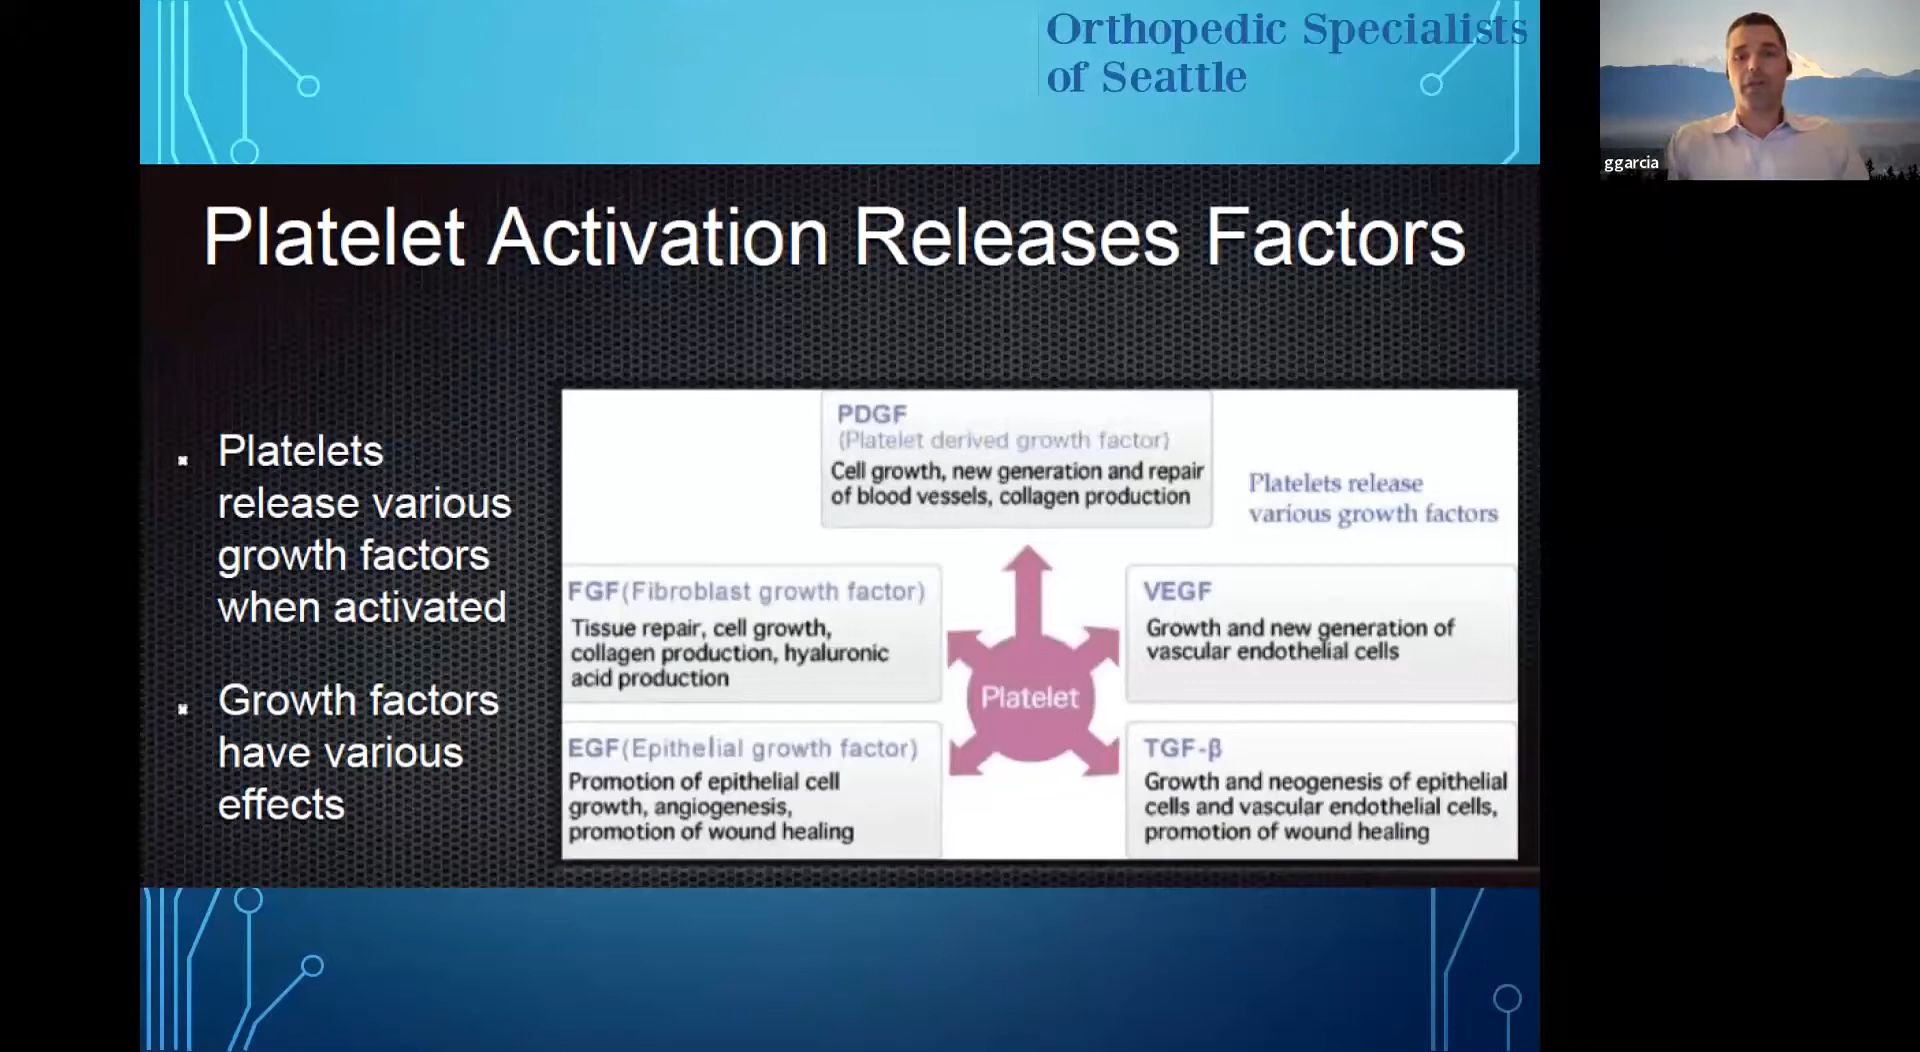 Orthopedic Specialists
of Seattle
ggarcia
Platelet Activation Releases Factors
Platelets
release various
growth factors
when activated
Growth factors
have various
effects
PDGF
(Platelet derived growth factor)
Cell growth, new generation and repair
of blood vessels, collagen production
Platelets release
various growth factors
FGF(Fibroblast growth factor)
Tissue repair, cell growth,
collagen production, hyaluronic
acid production
VEGF
Growth and new generation of
vascular endothelial cells
Platelet
EGF(Epithelial growth factor)
Promotion of epithelial cell
growth, angiogenesis,
promotion of wound healing
TGF-β
Growth and neogenesis of epithelial
cells and vascular endothelial cells,
promotion of wound healing